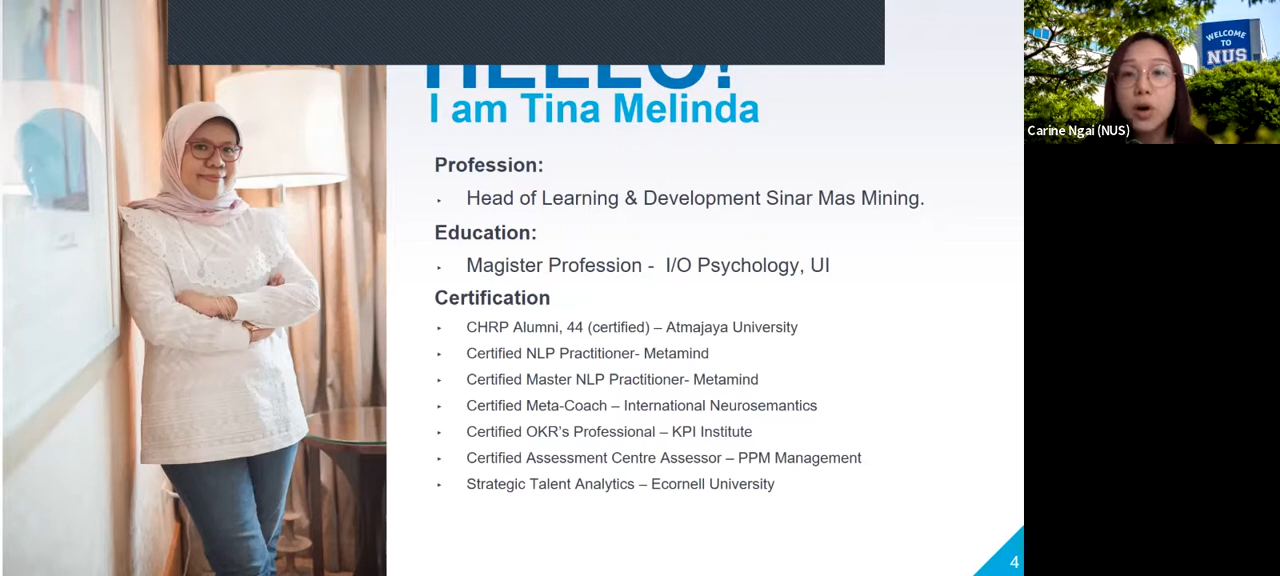 HELLO!
I am Tina Melinda
Profession:
Head of Learning & Development Sinar Mas Mining.
Education:
Magister Profession - I/O Psychology, UI
Certification
CHRP Alumni, 44 (certified) – Atmajaya University
Certified NLP Practitioner- Metamind
Certified Master NLP Practitioner- Metamind
Certified Meta-Coach – International Neurosemantics
Certified OKR's Professional – KPI Institute
Certified Assessment Centre Assessor – PPM Management
Strategic Talent Analytics – Ecornell University
4
WELCOME
TO
NUS
Carine Ngai (NUS)